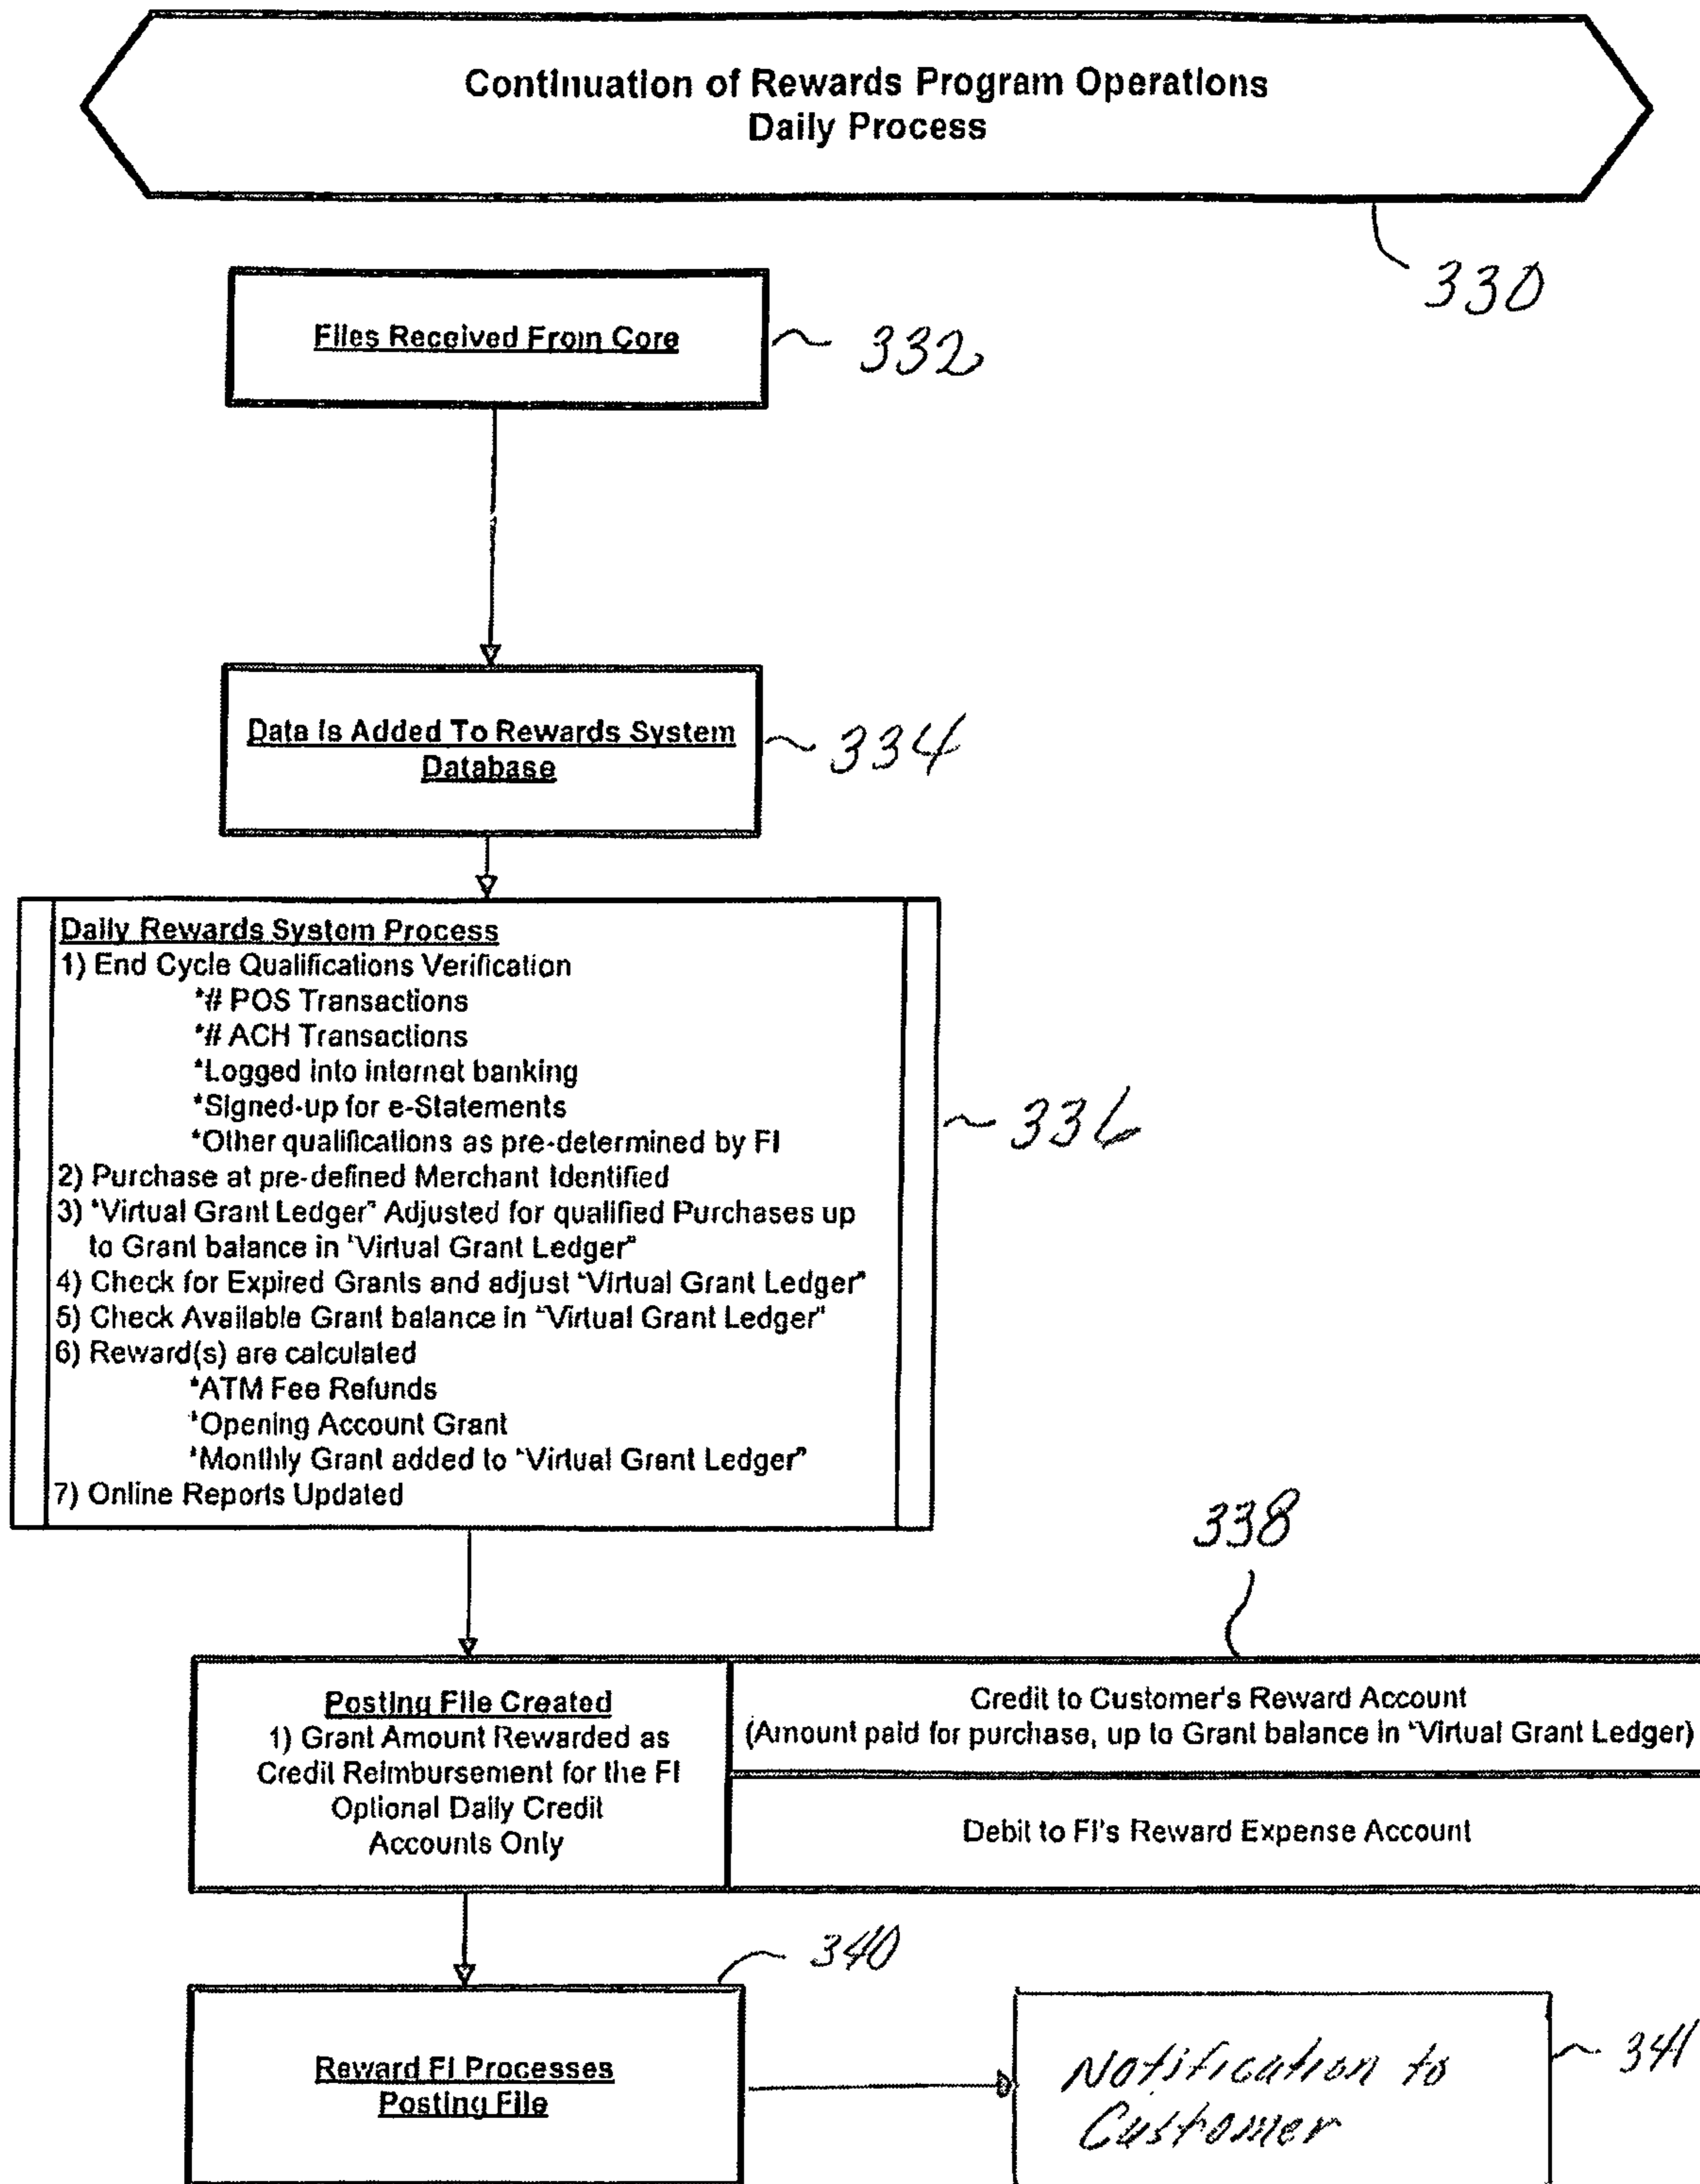 Continuation of Rewards Program Operations
Daily Process
330
Files Received From Core
332
Data Is Added To Rewards System
Database
334
Daily Rewards System Process
1) End Cycle Qualifications Verification
*# POS Transactions
*# ACH Transactions
*Logged into internet banking
*Signed-up for e-Statements
*Other qualifications as pre-determined by FI
2) Purchase at pre-defined Merchant Identified
3) "Virtual Grant Ledger" Adjusted for qualified Purchases up
to Grant balance in "Virtual Grant Ledger"
4) Check for Expired Grants and adjust "Virtual Grant Ledger"
5) Check Available Grant balance in "Virtual Grant Ledger"
6) Reward(s) are calculated
*ATM Fee Refunds
*Opening Account Grant
*Monthly Grant added to "Virtual Grant Ledger"
7) Online Reports Updated
336
338
Posting File Created
1) Grant Amount Rewarded as
Credit Reimbursement for the FI
Optional Daily Credit
Accounts Only
Credit to Customer's Reward Account
(Amount paid for purchase, up to Grant balance in "Virtual Grant Ledger)
Debit to FI's Reward Expense Account
340
Reward FI Processes
Posting File
Notification to
Customer
341